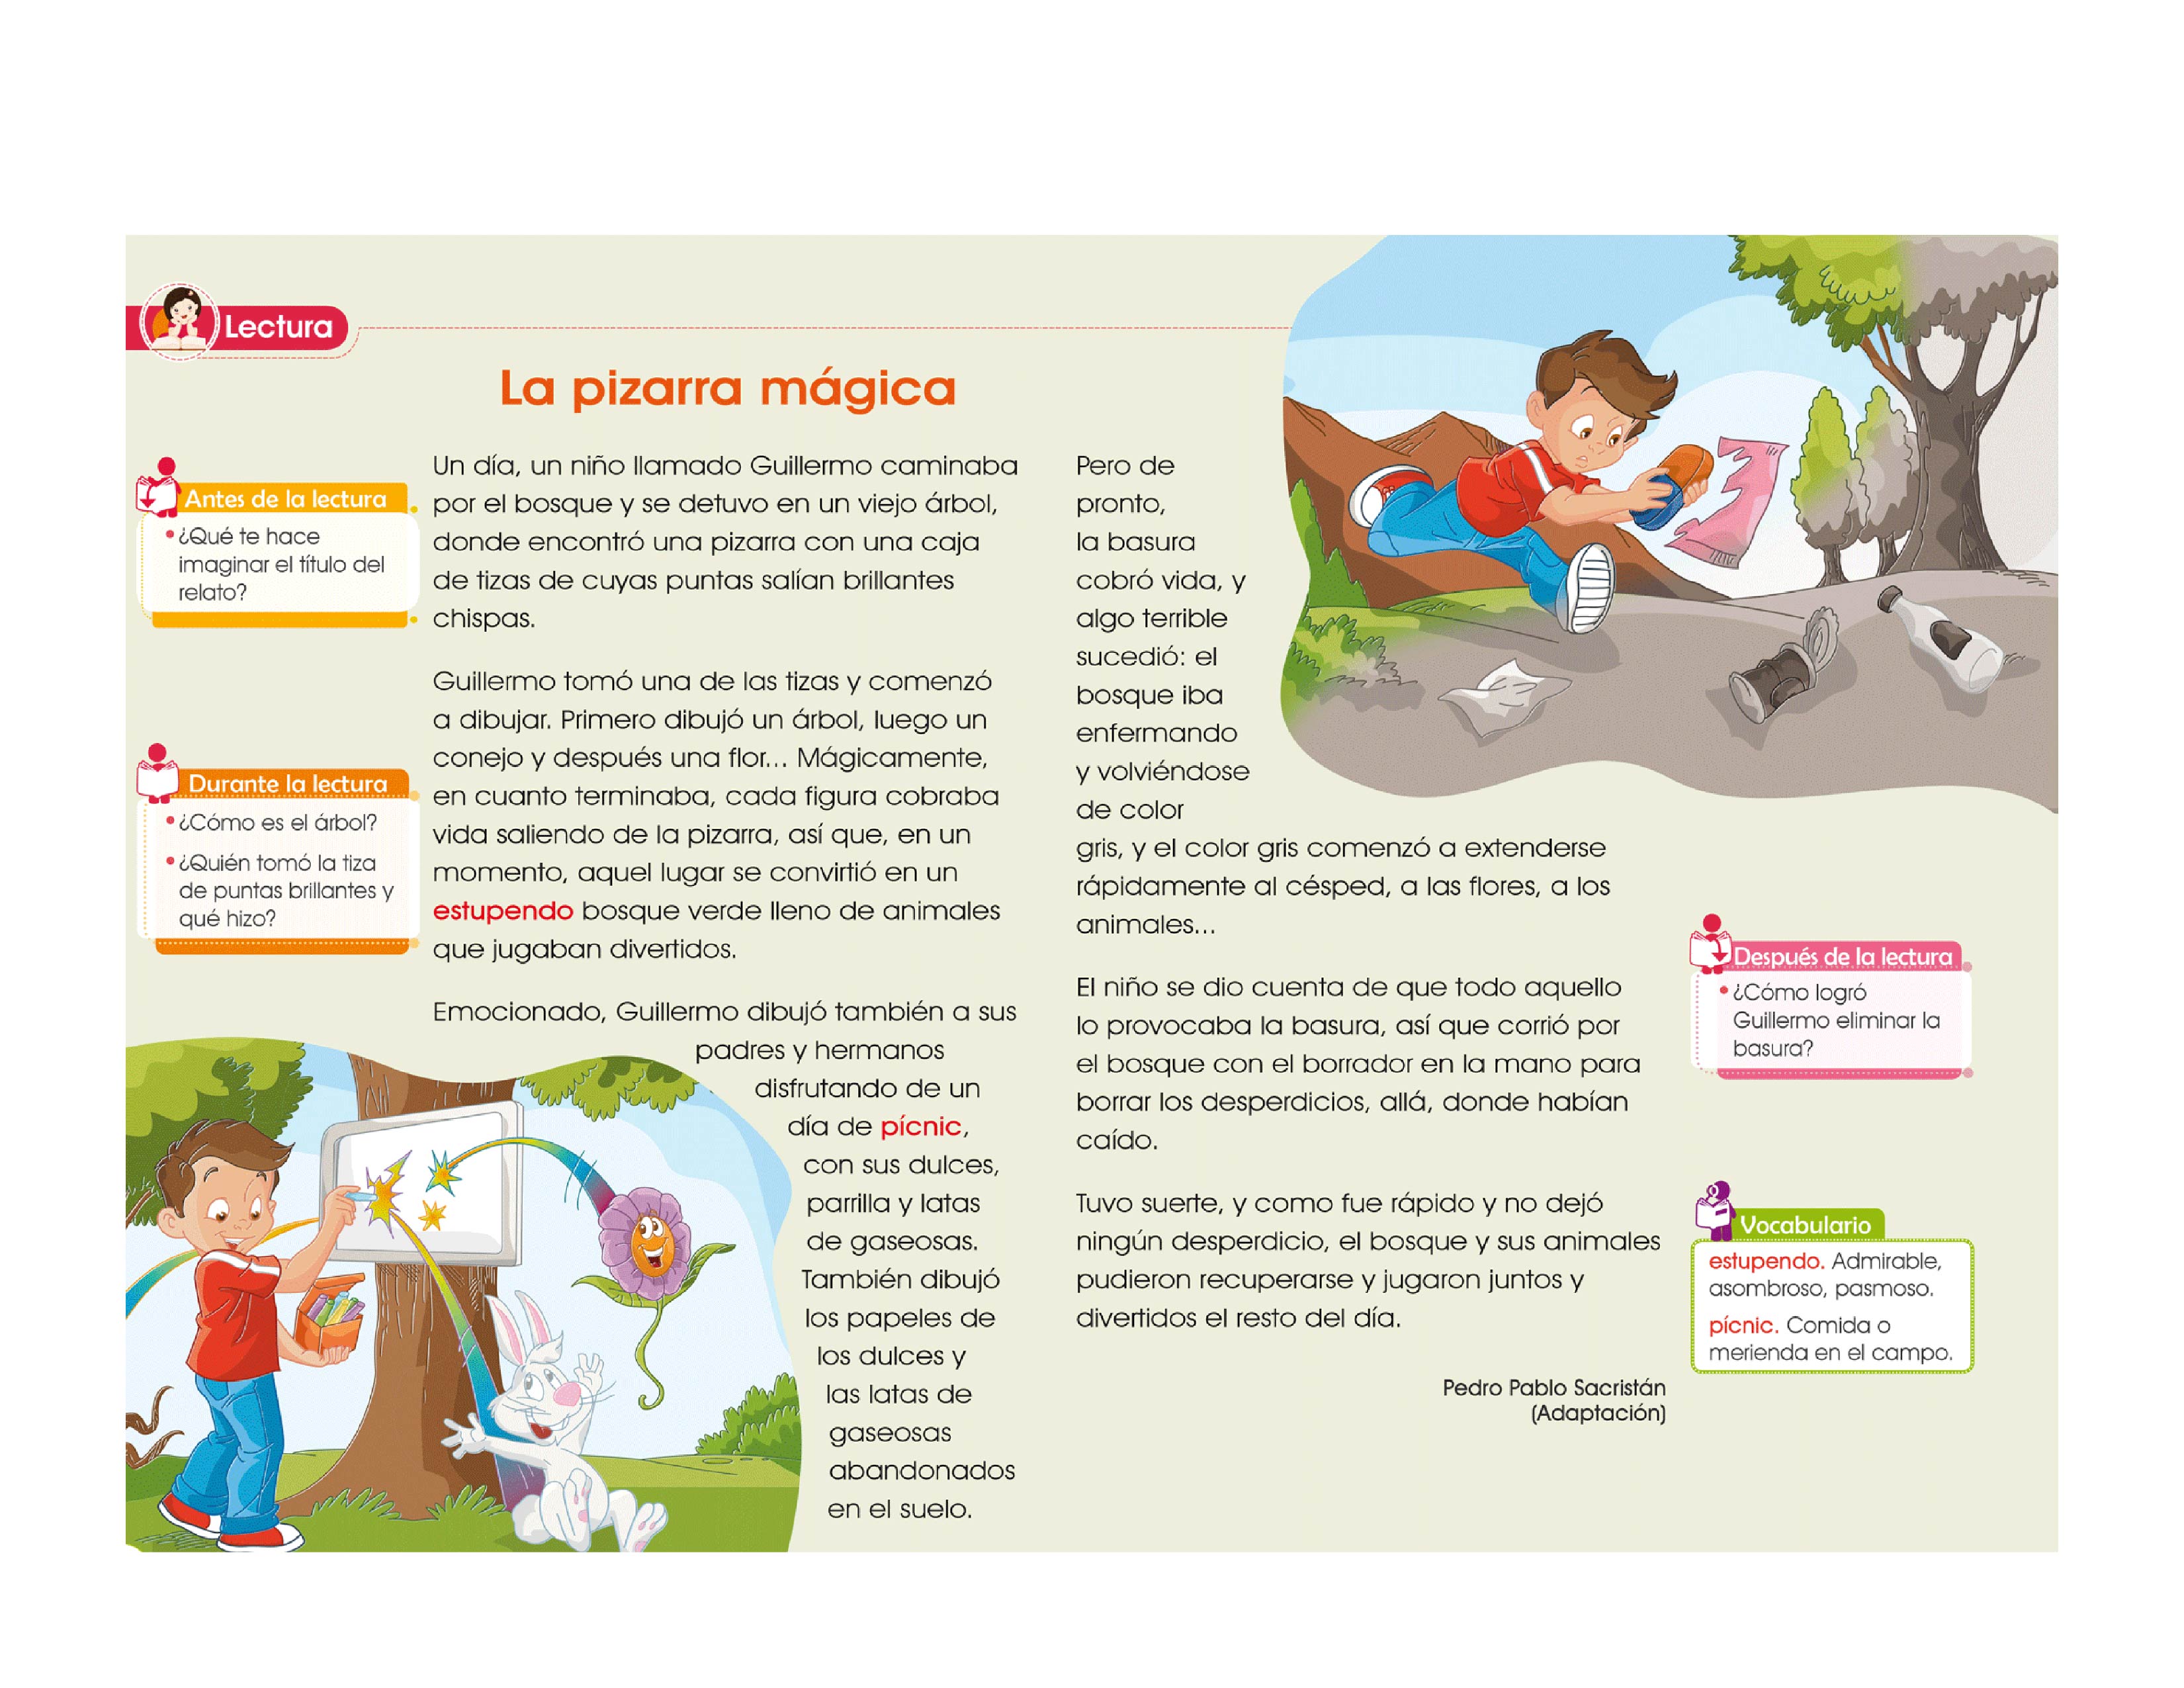 Lectura
La pizarra mágica
Antes de la lectura
• ¿Qué te hace
imaginar el título del
relato?
Durante la lectura
• ¿Cómo es el árbol?
• ¿Quién tomó la tiza
de puntas brillantes y
qué hizo?
Un día, un niño llamado Guillermo caminaba
por el bosque y se detuvo en un viejo árbol,
donde encontró una pizarra con una caja
de tizas de cuyas puntas salían brillantes
chispas.
Guillermo tomó una de las tizas y comenzó
a dibujar. Primero dibujó un árbol, luego un
conejo y después una flor... Mágicamente,
en cuanto terminaba, cada figura cobraba
vida saliendo de la pizarra, así que, en un
momento, aquel lugar se convirtió en un
estupendo bosque verde lleno de animales
que jugaban divertidos.
Emocionado, Guillermo dibujó también a sus
padres y hermanos
disfrutando de un
día de pícnic,
con sus dulces,
parrilla y latas
de gaseosas.
También dibujó
los papeles de
los dulces y
las latas de
gaseosas
abandonados
en el suelo.
Pero de
pronto,
la basura
cobró vida, y
algo terrible
sucedió: el
bosque iba
enfermando
y volviéndose
de color
gris, y el color gris comenzó a extenderse
rápidamente al césped, a las flores, a los
animales...
El niño se dio cuenta de que todo aquello
lo provocaba la basura, así que corrió por
el bosque con el borrador en la mano para
borrar los desperdicios, allá, donde habían
caído.
Tuvo suerte, y como fue rápido y no dejó
ningún desperdicio, el bosque y sus animales
pudieron recuperarse y jugaron juntos y
divertidos el resto del día.
Pedro Pablo Sacristán
(Adaptación)
Después de la lectura
• ¿Cómo logró
Guillermo eliminar la
basura?
Vocabulario
estupendo. Admirable,
asombroso, pasmoso.
pícnic. Comida o
merienda en el campo.